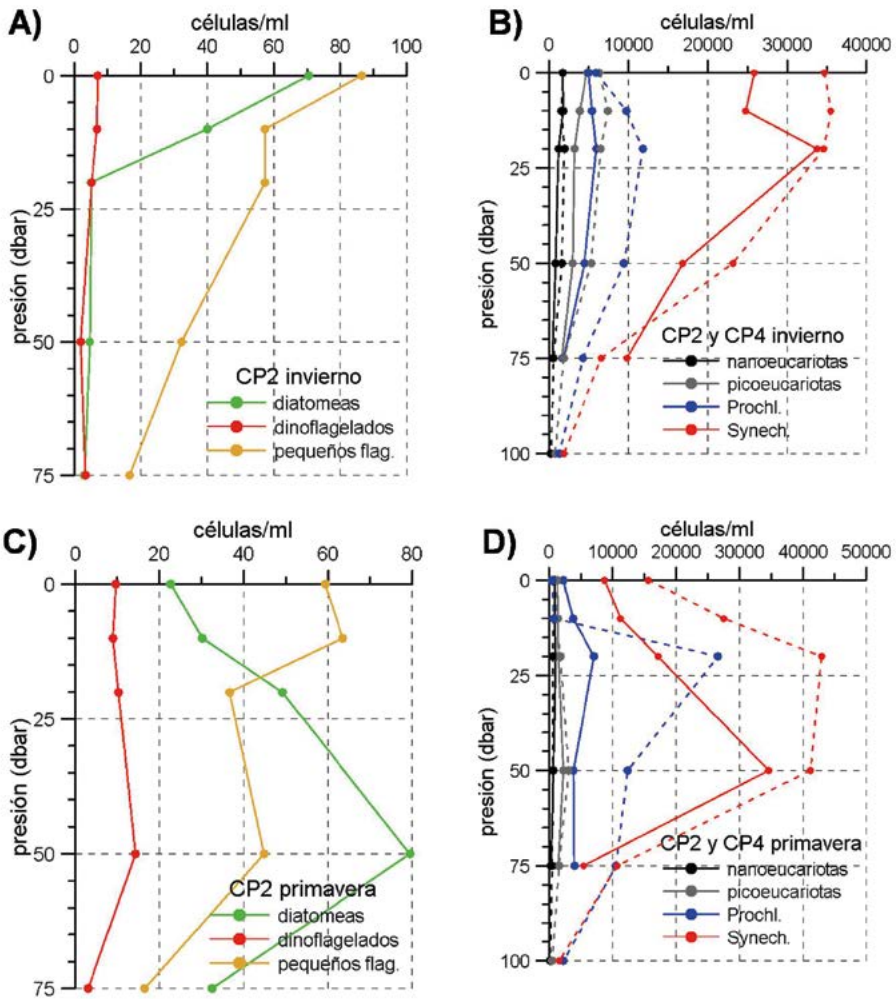 A)
células/ml
0 20 40 60 80 100
0
25
50
75
presión (dbar)
CP2 invierno
diatomeas
dinoflagelados
pequeños flag.
B)
células/ml
0 10000 20000 30000 40000
0
25
50
75
100
presión (dbar)
CP2 y CP4 invierno
nanoeucariotas
picoeucariotas
Prochl.
Synech.
C)
células/ml
0 20 40 60 80
0
25
50
75
presión (dbar)
CP2 primavera
diatomeas
dinoflagelados
pequeños flag.
D)
células/ml
0 10000 20000 30000 40000 50000
0
25
50
75
100
presión (dbar)
CP2 y CP4 primavera
nanoeucariotas
picoeucariotas
Prochl.
Synech.